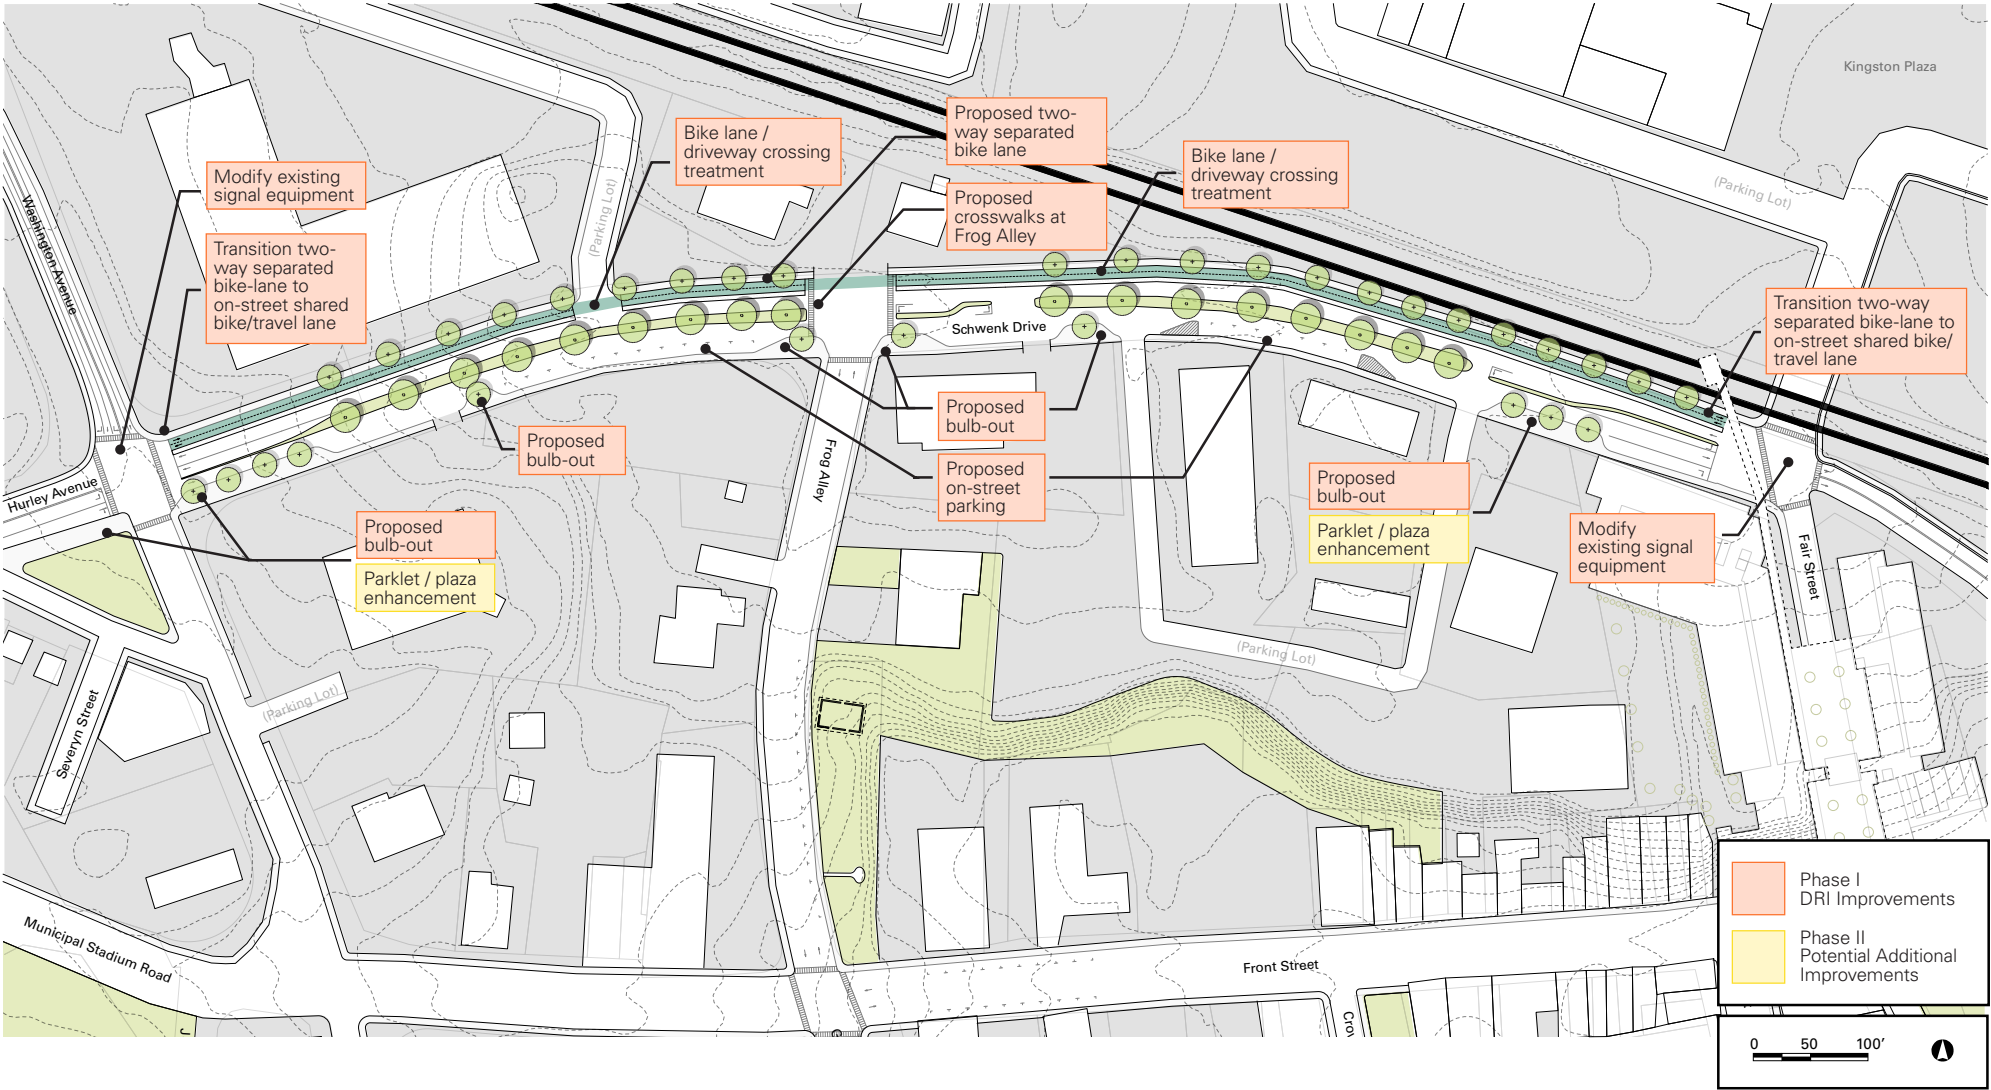 Kingston Plaza
Proposed two-
way separated
bike lane
Bike lane /
driveway crossing
treatment
Bike lane /
driveway crossing
treatment
Modify existing
signal equipment
Proposed
crosswalks at
Frog Alley
(Parking Lot)
(Parking Lot)
Washington Avenue
Transition two-
way separated
bike-lane to
on-street shared
bike/travel lane
Transition two-way
separated bike-lane to
on-street shared bike/
travel lane
Schwenk Drive
Proposed
bulb-out
Proposed
bulb-out
Frog Alley
Proposed
on-street
parking
Proposed
bulb-out
Parklet / plaza
enhancement
Hurley Avenue
Proposed
bulb-out
Parklet / plaza
enhancement
Modify
existing signal
equipment
Fair Street
(Parking Lot)
(Parking Lot)
Severyn Street
Municipal Stadium Road
Front Street
Crow
J
Phase I
DRI Improvements
Phase II
Potential Additional
Improvements
0 50 100'